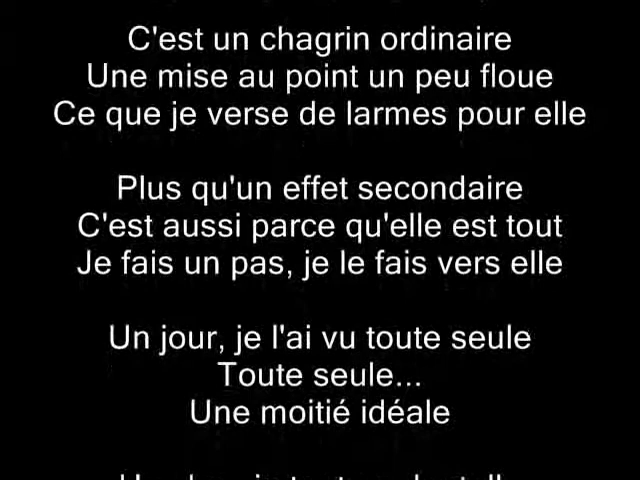 C'est un chagrin ordinaire
Une mise au point un peu floue
Ce que je verse de larmes pour elle
Plus qu'un effet secondaire
C'est aussi parce qu'elle est tout
Je fais un pas, je le fais vers elle
Un jour, je l'ai vu toute seule
Toute seule...
Une moitié idéale